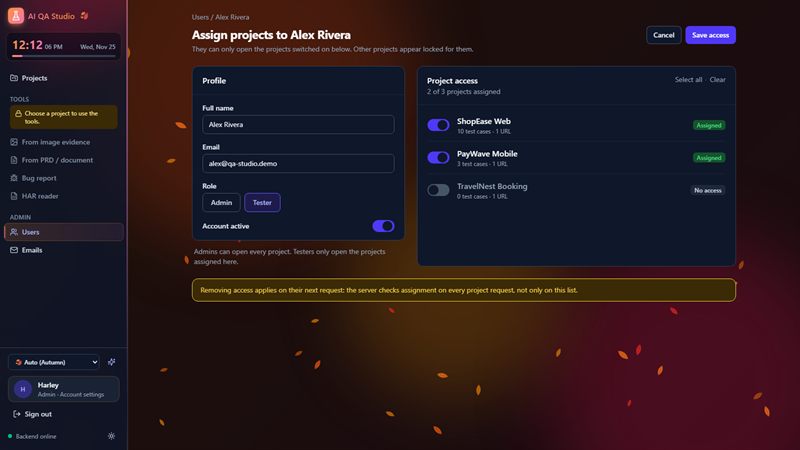 AI QA Studio
12:12 06 PM
Wed, Nov 25
Projects
TOOLS
Choose a project to use the
tools.
From image evidence
From PRD / document
Bug report
HAR reader
ADMIN
Users
Emails
Auto (Autumn)
H
Harley
Admin · Account settings
Sign out
Backend online
Users / Alex Rivera
Assign projects to Alex Rivera
They can only open the projects switched on below. Other projects appear locked for them.
Cancel
Save access
Profile
Full name
Alex Rivera
Email
alex@qa-studio.demo
Role
Admin
Tester
Account active
Admins can open every project. Testers only open the projects
assigned here.
Project access
2 of 3 projects assigned
Select all · Clear
ShopEase Web
10 test cases · 1 URL
Assigned
PayWave Mobile
3 test cases · 1 URL
Assigned
TravelNest Booking
0 test cases · 1 URL
No access
Removing access applies on their next request: the server checks assignment on every project request, not only on this list.